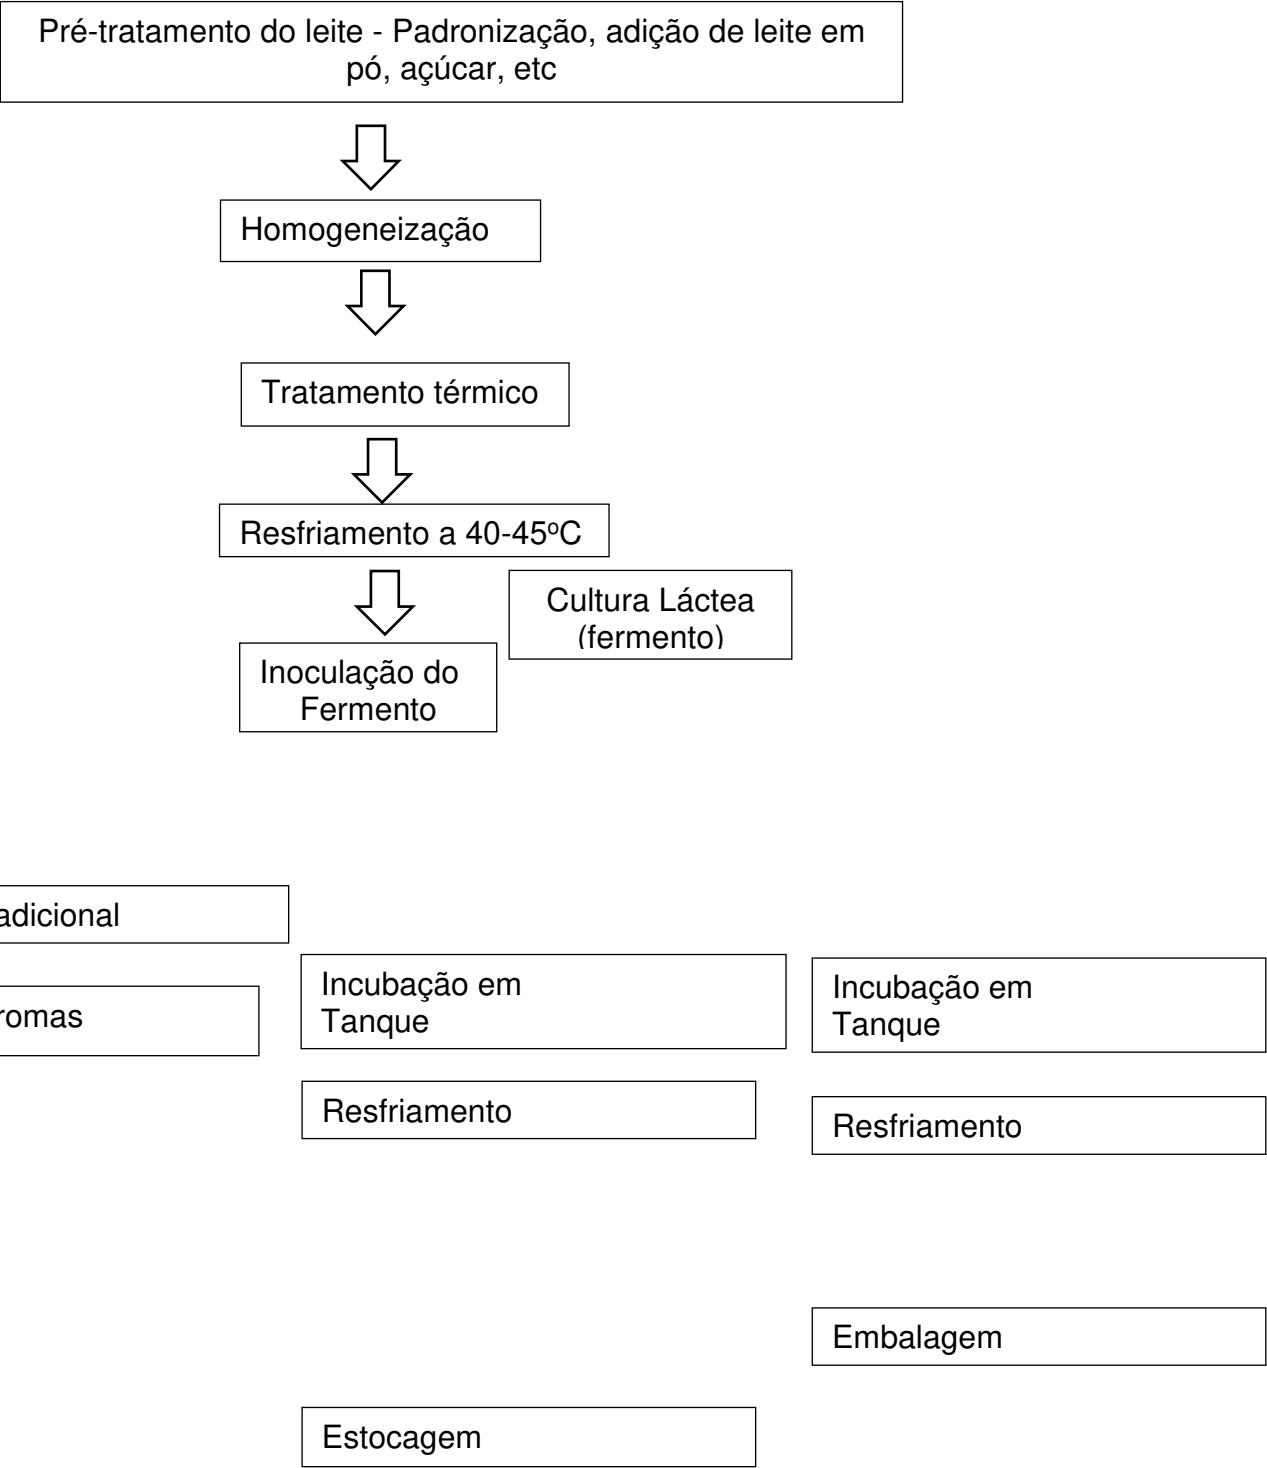 Pré-tratamento do leite - Padronização, adição de leite em
pó, açúcar, etc
Homogeneização
Tratamento térmico
Resfriamento a 40-45ºC
Cultura Láctea
(fermento)
Inoculação do
Fermento
adicional
romas
Incubação em
Tanque
Incubação em
Tanque
Resfriamento
Resfriamento
Embalagem
Estocagem